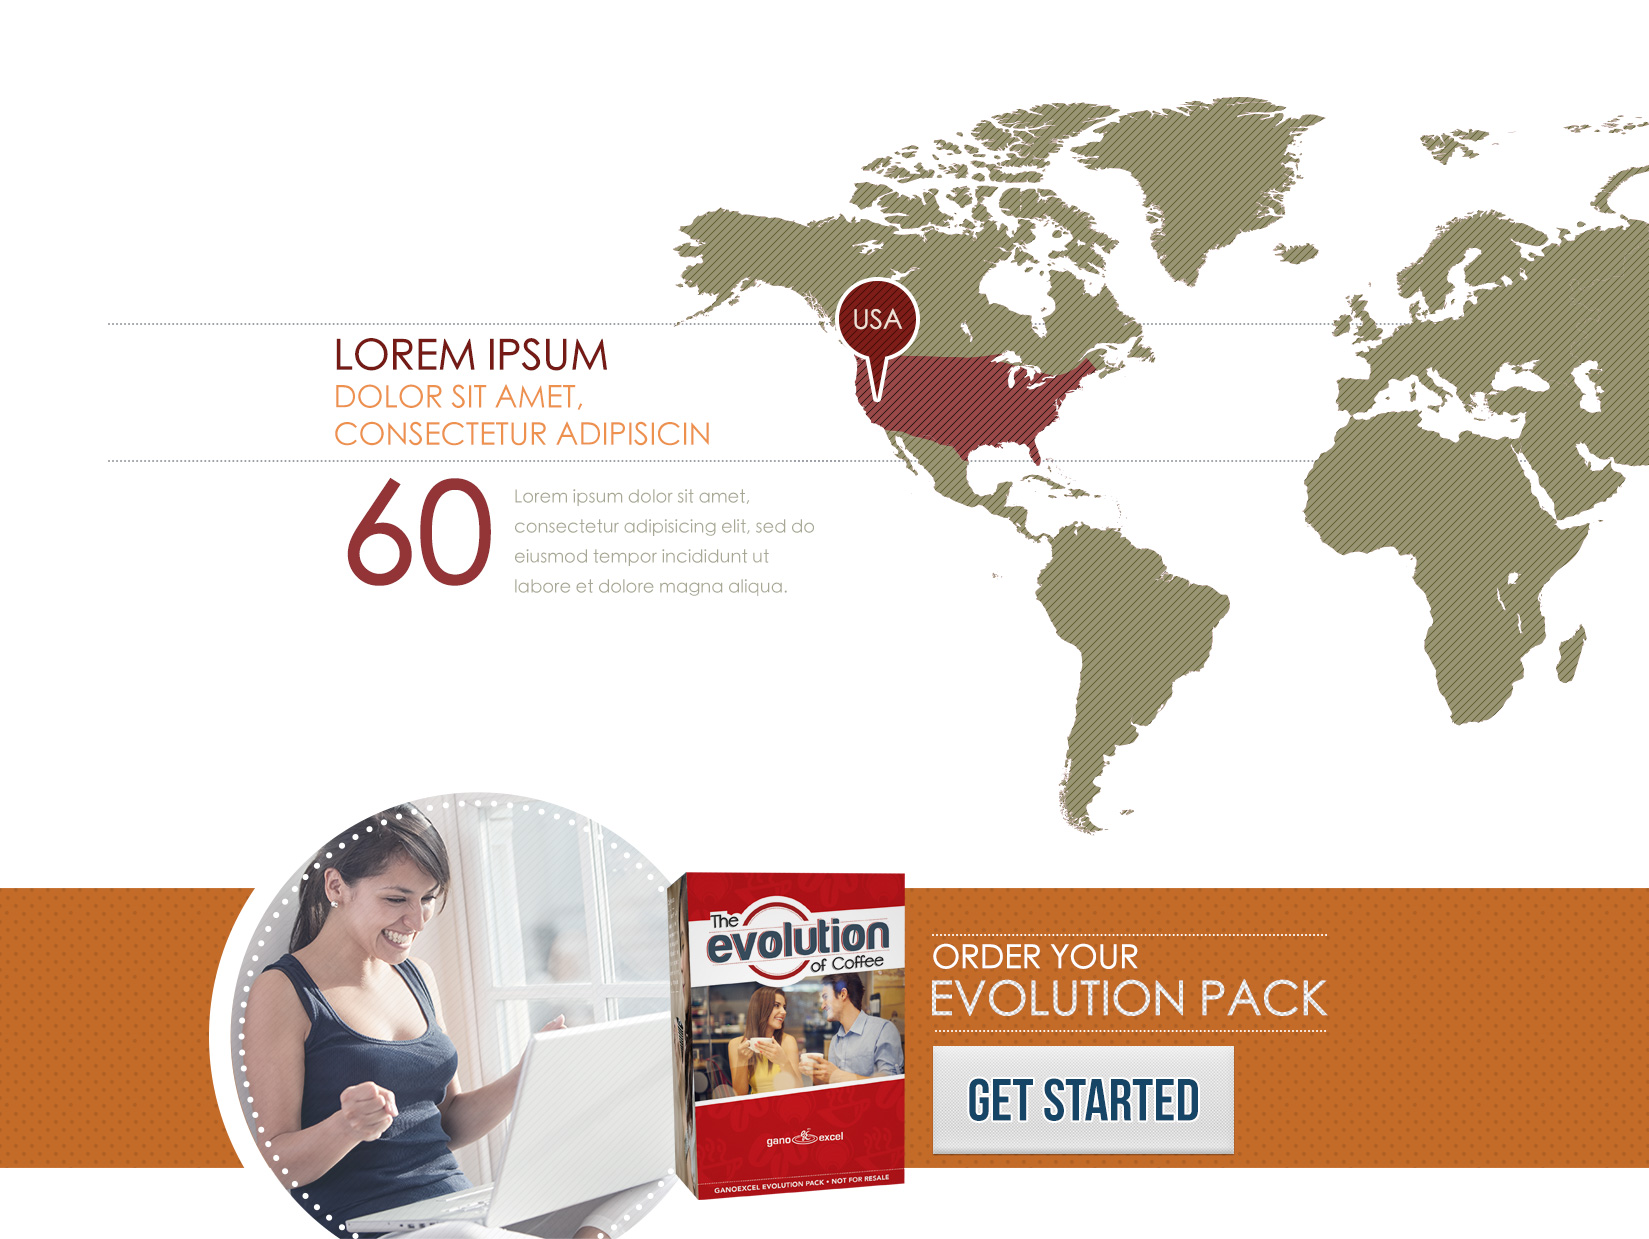 USA
LOREM IPSUM
DOLOR SIT AMET,
CONSECTETUR ADIPISICIN
60
Lorem ipsum dolor sit amet,
consectetur adipisicing elit, sed do
eiusmod tempor incididunt ut
labore et dolore magna aliqua.
The
evolution
of Coffee
gano excel
GANOEXCEL EVOLUTION PACK • NOT FOR RESALE
ORDER YOUR
EVOLUTION PACK
GET STARTED